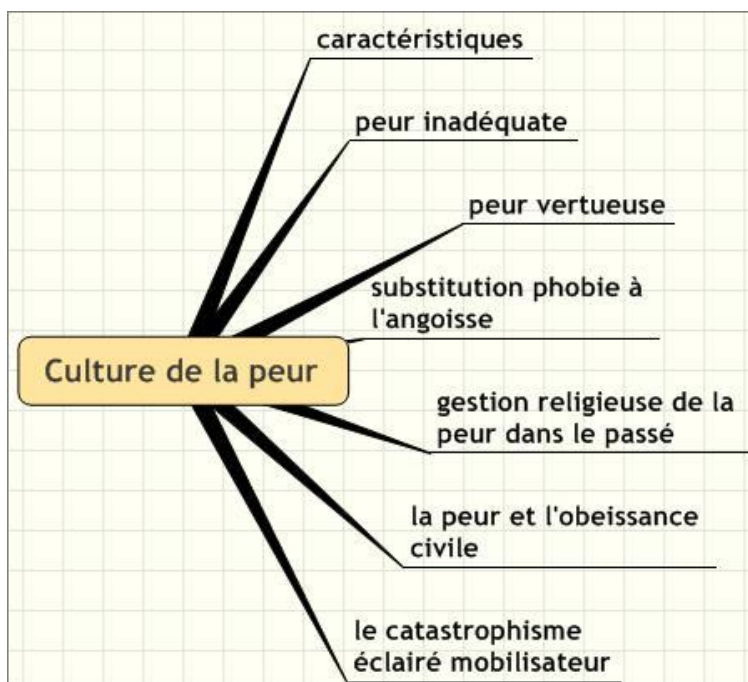 caractéristiques
peur inadéquate
peur vertueuse
substitution phobie à
l'angoisse
Culture de la peur
gestion religieuse de la
peur dans le passé
la peur et l'obeissance
civile
le catastrophisme
éclairé mobilisateur